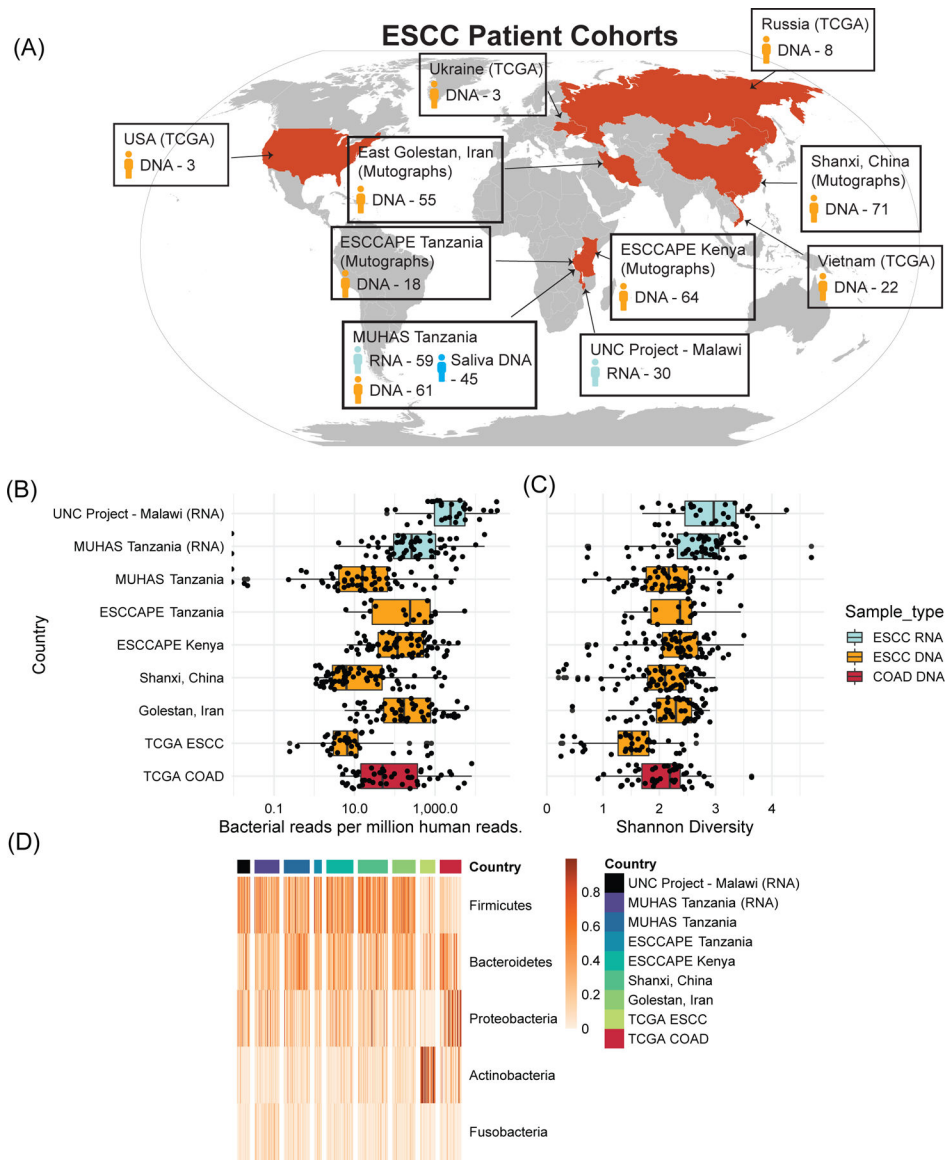 (A)
ESCC Patient Cohorts
Russia (TCGA)
DNA - 8
Ukraine (TCGA)
DNA - 3
USA (TCGA)
DNA - 3
East Golestan, Iran
(Mutographs)
DNA - 55
Shanxi, China
(Mutographs)
DNA - 71
ESCCAPE Tanzania
(Mutographs)
DNA - 18
ESCCAPE Kenya
(Mutographs)
DNA - 64
Vietnam (TCGA)
DNA - 22
MUHAS Tanzania
RNA - 59
Saliva DNA
- 45
DNA - 61
UNC Project - Malawi
RNA - 30
(B)
Country
UNC Project - Malawi (RNA)
MUHAS Tanzania (RNA)
MUHAS Tanzania
ESCCAPE Tanzania
ESCCAPE Kenya
Shanxi, China
Golestan, Iran
TCGA ESCC
TCGA COAD
0.1 10.0 1,000.0
Bacterial reads per million human reads.
(C)
0 1 2 3 4
Shannon Diversity
Sample_type
ESCC RNA
ESCC DNA
COAD DNA
(D)
Country
Firmicutes
Bacteroidetes
Proteobacteria
Actinobacteria
Fusobacteria
0.8
0.6
0.4
0.2
0
Country
UNC Project - Malawi (RNA)
MUHAS Tanzania (RNA)
MUHAS Tanzania
ESCCAPE Tanzania
ESCCAPE Kenya
Shanxi, China
Golestan, Iran
TCGA ESCC
TCGA COAD